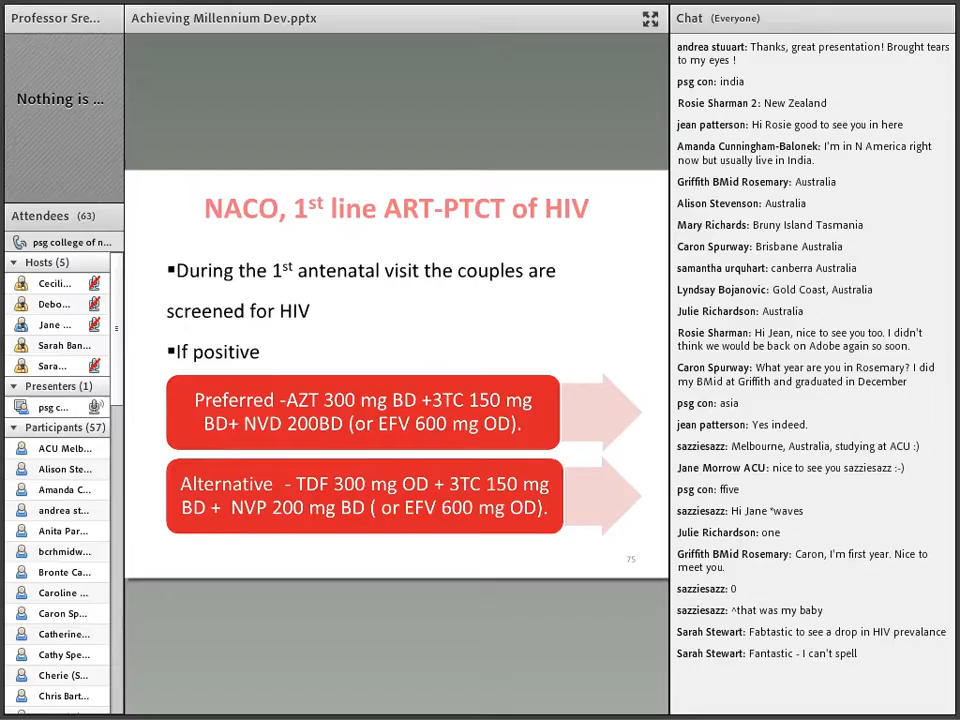 Professor Sre...
Nothing is ...
Attendees (63)
psg college of n...
Hosts (5)
Cecili...
Debo...
Jane ...
Sarah Ban...
Sara...
Presenters (1)
psg c...
Participants (57)
ACU Melb...
Alison Ste...
Amanda C...
andrea st...
Anita Par...
bcrhmidw...
Bronte Ca...
Caroline ...
Caron Sp...
Catherine...
Cathy Spe...
Cherie (S...
Chris Bart...
Achieving Millennium Dev.pptx
NACO, 1st line ART-PTCT of HIV
▪During the 1st antenatal visit the couples are
screened for HIV
▪If positive
Preferred -AZT 300 mg BD +3TC 150 mg
BD+ NVD 200BD (or EFV 600 mg OD).
Alternative - TDF 300 mg OD + 3TC 150 mg
BD + NVP 200 mg BD ( or EFV 600 mg OD).
75
Chat (Everyone)
andrea stuuart: Thanks, great presentation! Brought tears
to my eyes !
psg con: india
Rosie Sharman 2: New Zealand
jean patterson: Hi Rosie good to see you in here
Amanda Cunningham-Balonek: I'm in N America right
now but usually live in India.
Griffith BMid Rosemary: Australia
Alison Stevenson: Australia
Mary Richards: Bruny Island Tasmania
Caron Spurway: Brisbane Australia
samantha urquhart: canberra Australia
Lyndsay Bojanovic: Gold Coast, Australia
Julie Richardson: Australia
Rosie Sharman: Hi Jean, nice to see you too. I didn't
think we would be back on Adobe again so soon.
Caron Spurway: What year are you in Rosemary? I did
my BMid at Griffith and graduated in December
psg con: asia
jean patterson: Yes indeed.
sazziesazz: Melbourne, Australia, studying at ACU :)
Jane Morrow ACU: nice to see you sazziesazz :-)
psg con: ffive
sazziesazz: Hi Jane *waves
Julie Richardson: one
Griffith BMid Rosemary: Caron, I'm first year. Nice to
meet you.
sazziesazz: 0
sazziesazz: ^that was my baby
Sarah Stewart: Fabtastic to see a drop in HIV prevalance
Sarah Stewart: Fantastic - I can't spell